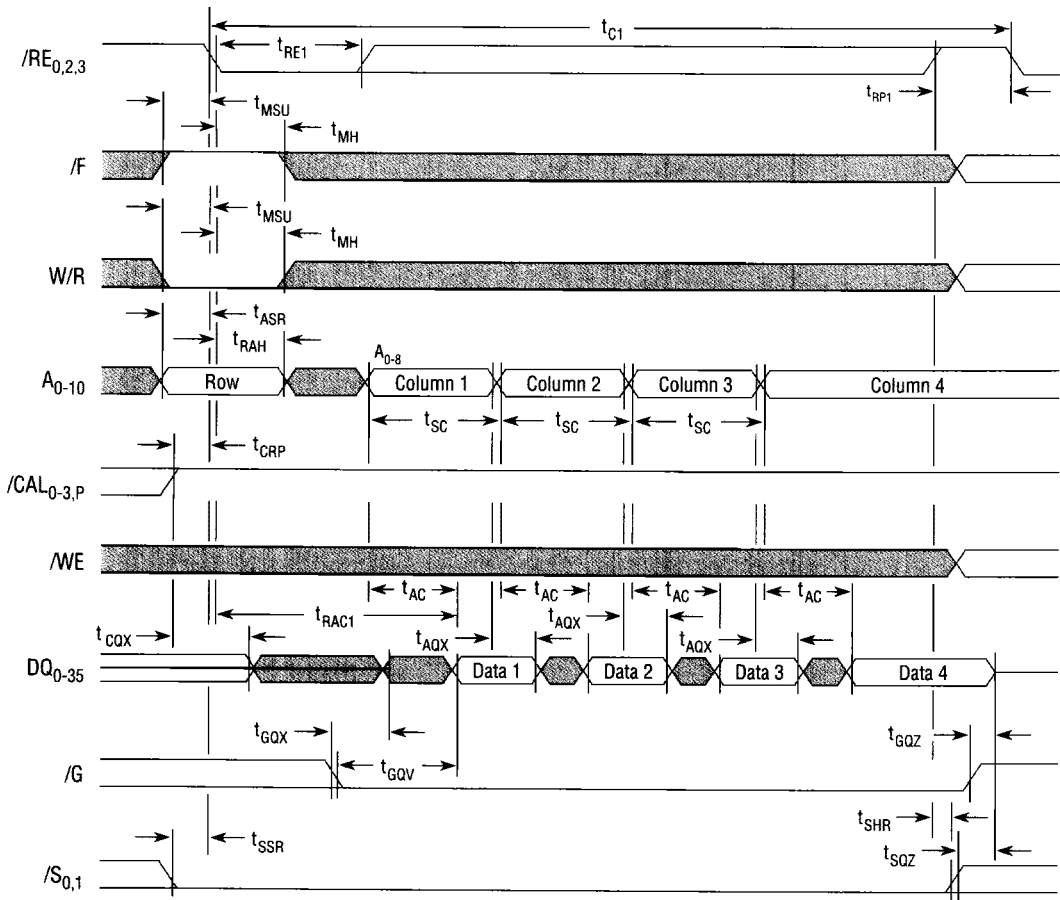 tC1
tRE1
/RE0,2,3
tRP1
tMSU
tMH
/F
tMSU
tMH
W/R
tASR
tRAH
A0-8
A0-10
Row
Column 1
Column 2
Column 3
Column 4
tSC
tSC
tSC
tCRP
/CAL0-3,P
/WE
tAC
tAC
tAC
tAC
tRAC1
tCQX
tAQX
tAQX
tAQX
DQ0-35
Data 1
Data 2
Data 3
Data 4
tGQX
tGQZ
/G
tGQV
tSHR
tSSR
tSQZ
/S0,1